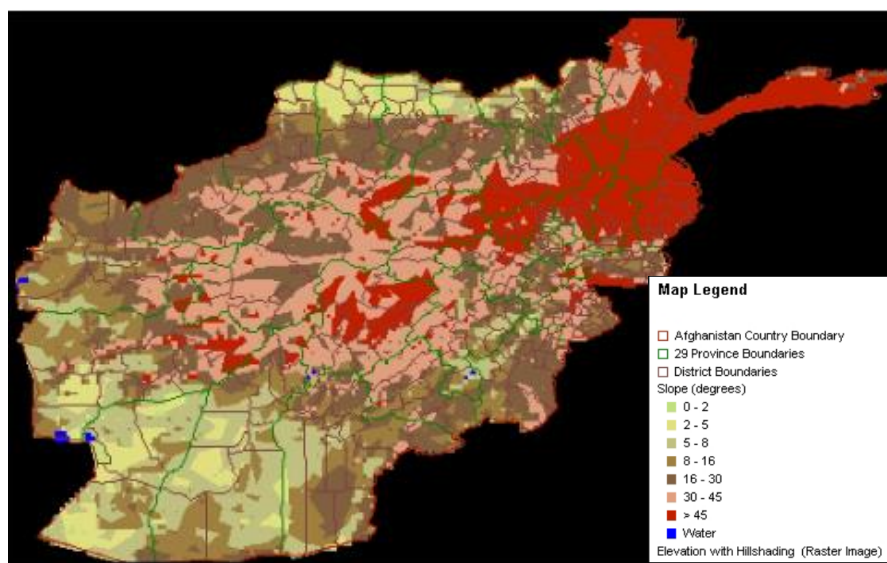 Map Legend
Afghanistan Country Boundary
29 Province Boundaries
District Boundaries
Slope (degrees)
0 - 2
2 - 5
5 - 8
8 - 16
16 - 30
30 - 45
> 45
Water
Elevation with Hillshading (Raster Image)